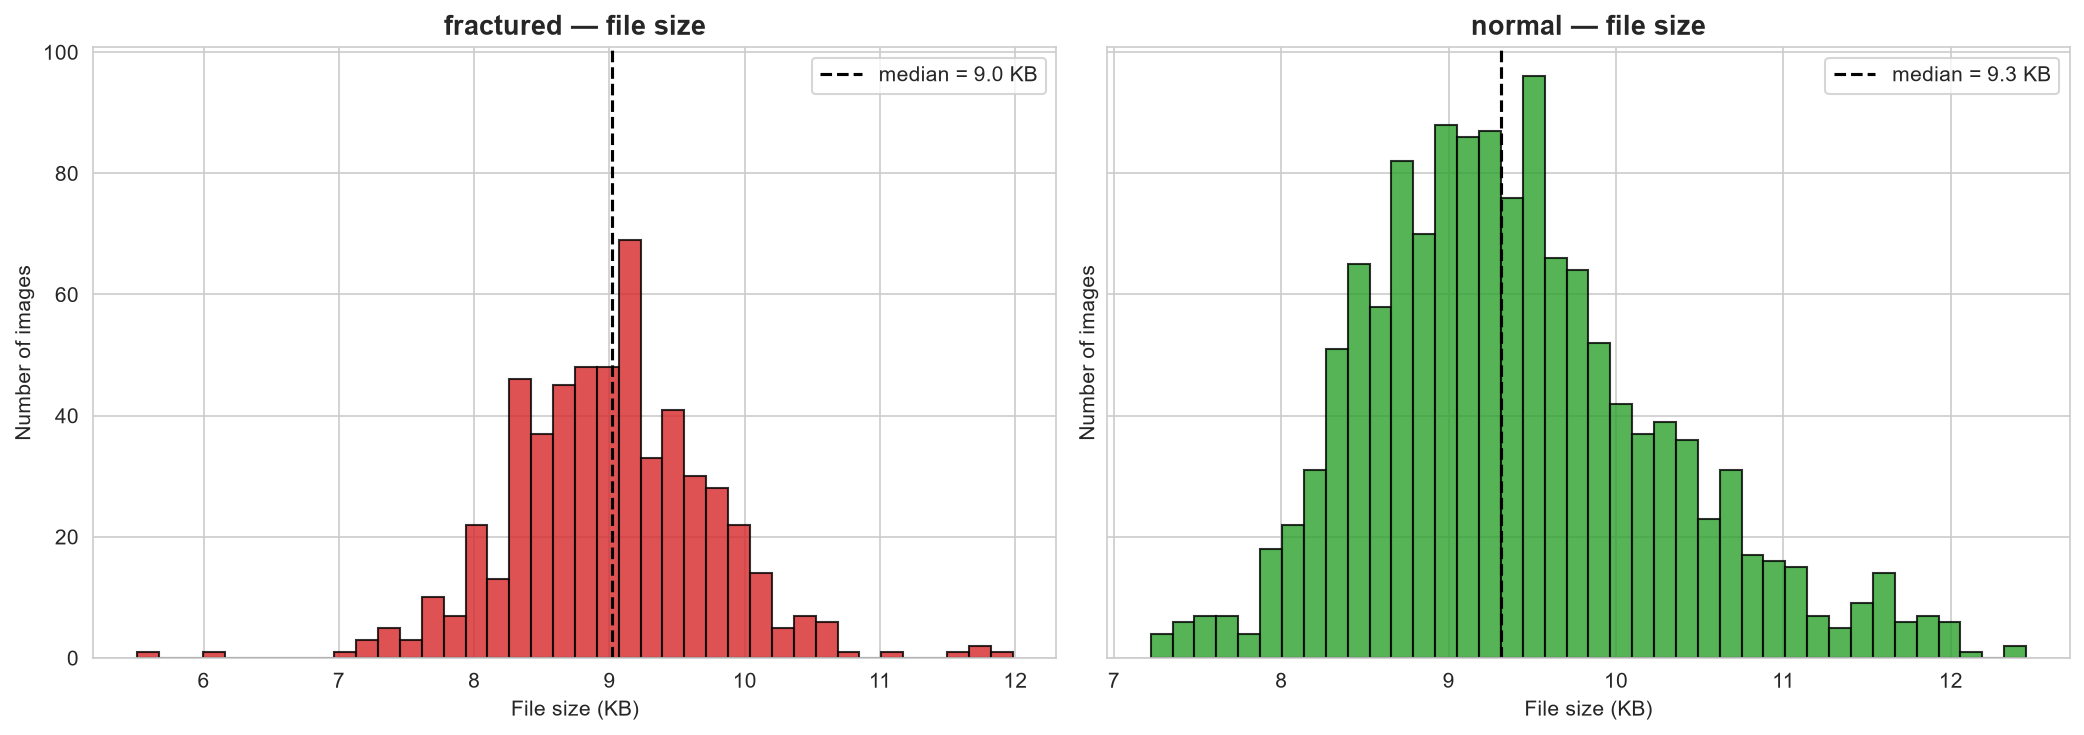 fractured — file size
median = 9.0 KB
Number of images
100
80
60
40
20
0
6 7 8 9 10 11 12
File size (KB)
normal — file size
median = 9.3 KB
Number of images
7 8 9 10 11 12
File size (KB)